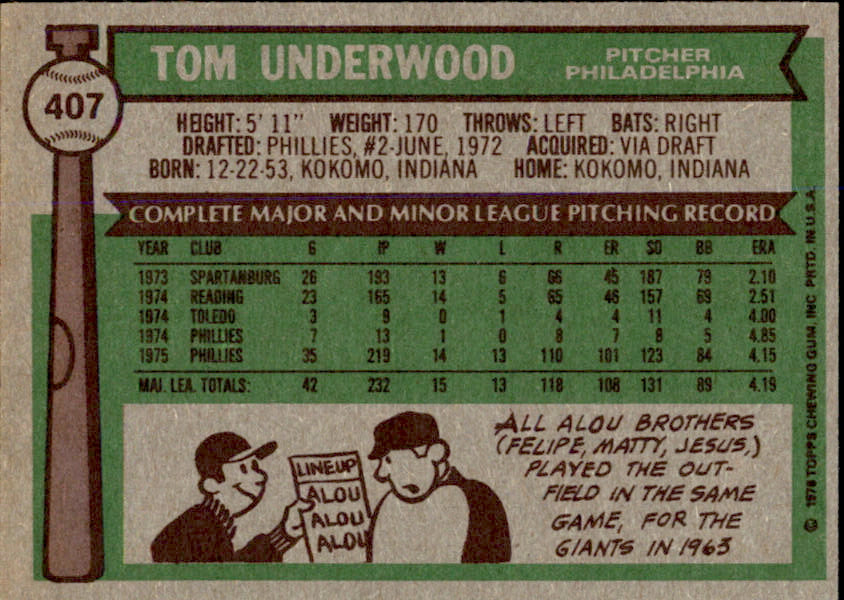 407
TOM UNDERWOOD
PITCHER
PHILADELPHIA
HEIGHT: 5' 11" WEIGHT: 170 THROWS: LEFT BATS: RIGHT
DRAFTED: PHILLIES, #2-JUNE, 1972 ACQUIRED: VIA DRAFT
BORN: 12-22-53, KOKOMO, INDIANA HOME: KOKOMO, INDIANA
COMPLETE MAJOR AND MINOR LEAGUE PITCHING RECORD
YEAR CLUB G IP W L R ER SO BB ERA
1973 SPARTANBURG 26 193 13 6 66 45 187 79 2.10
1974 READING 23 165 14 5 65 46 157 69 2.51
1974 TOLEDO 3 9 0 1 4 4 11 4 4.00
1974 PHILLIES 7 13 1 0 8 7 8 5 4.85
1975 PHILLIES 35 219 14 13 110 101 123 84 4.15
MAJ. LEA. TOTALS: 42 232 15 13 118 108 131 89 4.19
LINEUP
ALOU
ALOU
ALOU
ALL ALOU BROTHERS
(FELIPE, MATTY, JESUS,)
PLAYED THE OUT-
FIELD IN THE SAME
GAME, FOR THE
GIANTS IN 1963
© 1976 TOPPS CHEWING GUM, INC. PRTD. IN U.S.A.